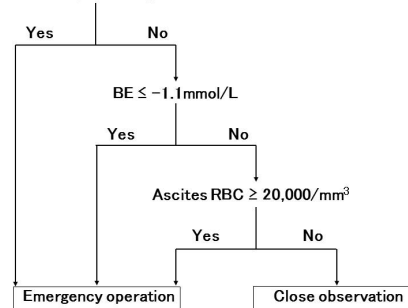 Yes No
BE ≦ -1.1mmol/L
Yes No
Ascites RBC ≧ 20,000/mm³
Yes No
Emergency operation Close observation